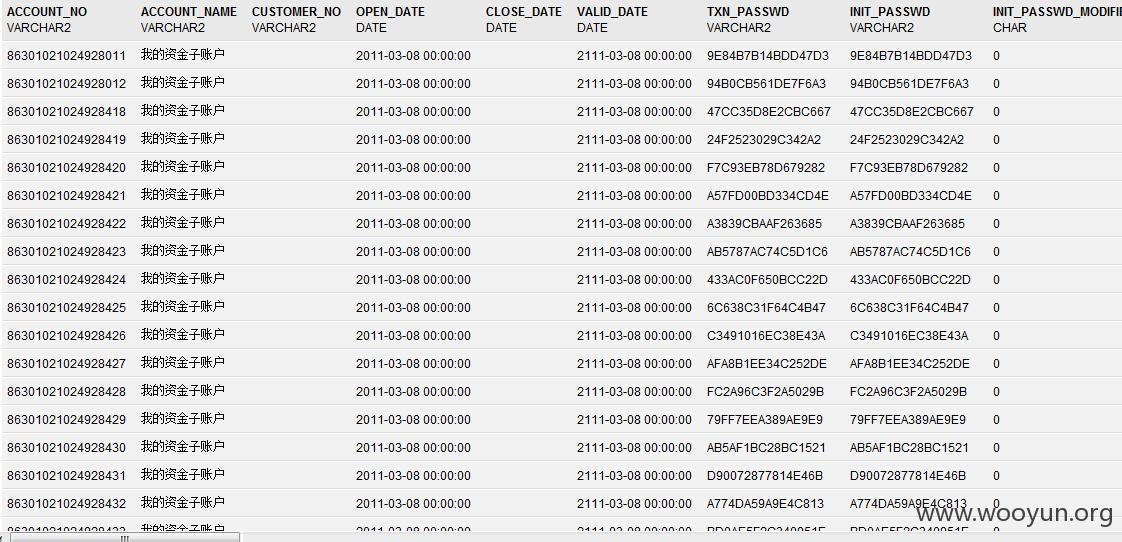 ACCOUNT_NO ACCOUNT_NAME CUSTOMER_NO OPEN_DATE CLOSE_DATE VALID_DATE TXN_PASSWD INIT_PASSWD INIT_PASSWD_MODIFI
VARCHAR2 VARCHAR2 VARCHAR2 DATE DATE DATE VARCHAR2 VARCHAR2 CHAR
86301021024928011 我的资金子账户 2011-03-08 00:00:00 2111-03-08 00:00:00 9E84B7B14BDD47D3 9E84B7B14BDD47D3 0
86301021024928012 我的资金子账户 2011-03-08 00:00:00 2111-03-08 00:00:00 94B0CB561DE7F6A3 94B0CB561DE7F6A3 0
86301021024928418 我的资金子账户 2011-03-08 00:00:00 2111-03-08 00:00:00 47CC35D8E2CBC667 47CC35D8E2CBC667 0
86301021024928419 我的资金子账户 2011-03-08 00:00:00 2111-03-08 00:00:00 24F2523029C342A2 24F2523029C342A2 0
86301021024928420 我的资金子账户 2011-03-08 00:00:00 2111-03-08 00:00:00 F7C93EB78D679282 F7C93EB78D679282 0
86301021024928421 我的资金子账户 2011-03-08 00:00:00 2111-03-08 00:00:00 A57FD00BD334CD4E A57FD00BD334CD4E 0
86301021024928422 我的资金子账户 2011-03-08 00:00:00 2111-03-08 00:00:00 A3839CBAAF263685 A3839CBAAF263685 0
86301021024928423 我的资金子账户 2011-03-08 00:00:00 2111-03-08 00:00:00 AB5787AC74C5D1C6 AB5787AC74C5D1C6 0
86301021024928424 我的资金子账户 2011-03-08 00:00:00 2111-03-08 00:00:00 433AC0F650BCC22D 433AC0F650BCC22D 0
86301021024928425 我的资金子账户 2011-03-08 00:00:00 2111-03-08 00:00:00 6C638C31F64C4B47 6C638C31F64C4B47 0
86301021024928426 我的资金子账户 2011-03-08 00:00:00 2111-03-08 00:00:00 C3491016EC38E43A C3491016EC38E43A 0
86301021024928427 我的资金子账户 2011-03-08 00:00:00 2111-03-08 00:00:00 AFA8B1EE34C252DE AFA8B1EE34C252DE 0
86301021024928428 我的资金子账户 2011-03-08 00:00:00 2111-03-08 00:00:00 FC2A96C3F2A5029B FC2A96C3F2A5029B 0
86301021024928429 我的资金子账户 2011-03-08 00:00:00 2111-03-08 00:00:00 79FF7EEA389AE9E9 79FF7EEA389AE9E9 0
86301021024928430 我的资金子账户 2011-03-08 00:00:00 2111-03-08 00:00:00 AB5AF1BC28BC1521 AB5AF1BC28BC1521 0
86301021024928431 我的资金子账户 2011-03-08 00:00:00 2111-03-08 00:00:00 D90072877814E46B D90072877814E46B 0
86301021024928432 我的资金子账户 2011-03-08 00:00:00 2111-03-08 00:00:00 A774DA59A9E4C813 A774DA59A9E4C813 0
我的资金子账户 2011-03-08 00:00:00 2111-03-08 00:00:00
www.wooyun.org